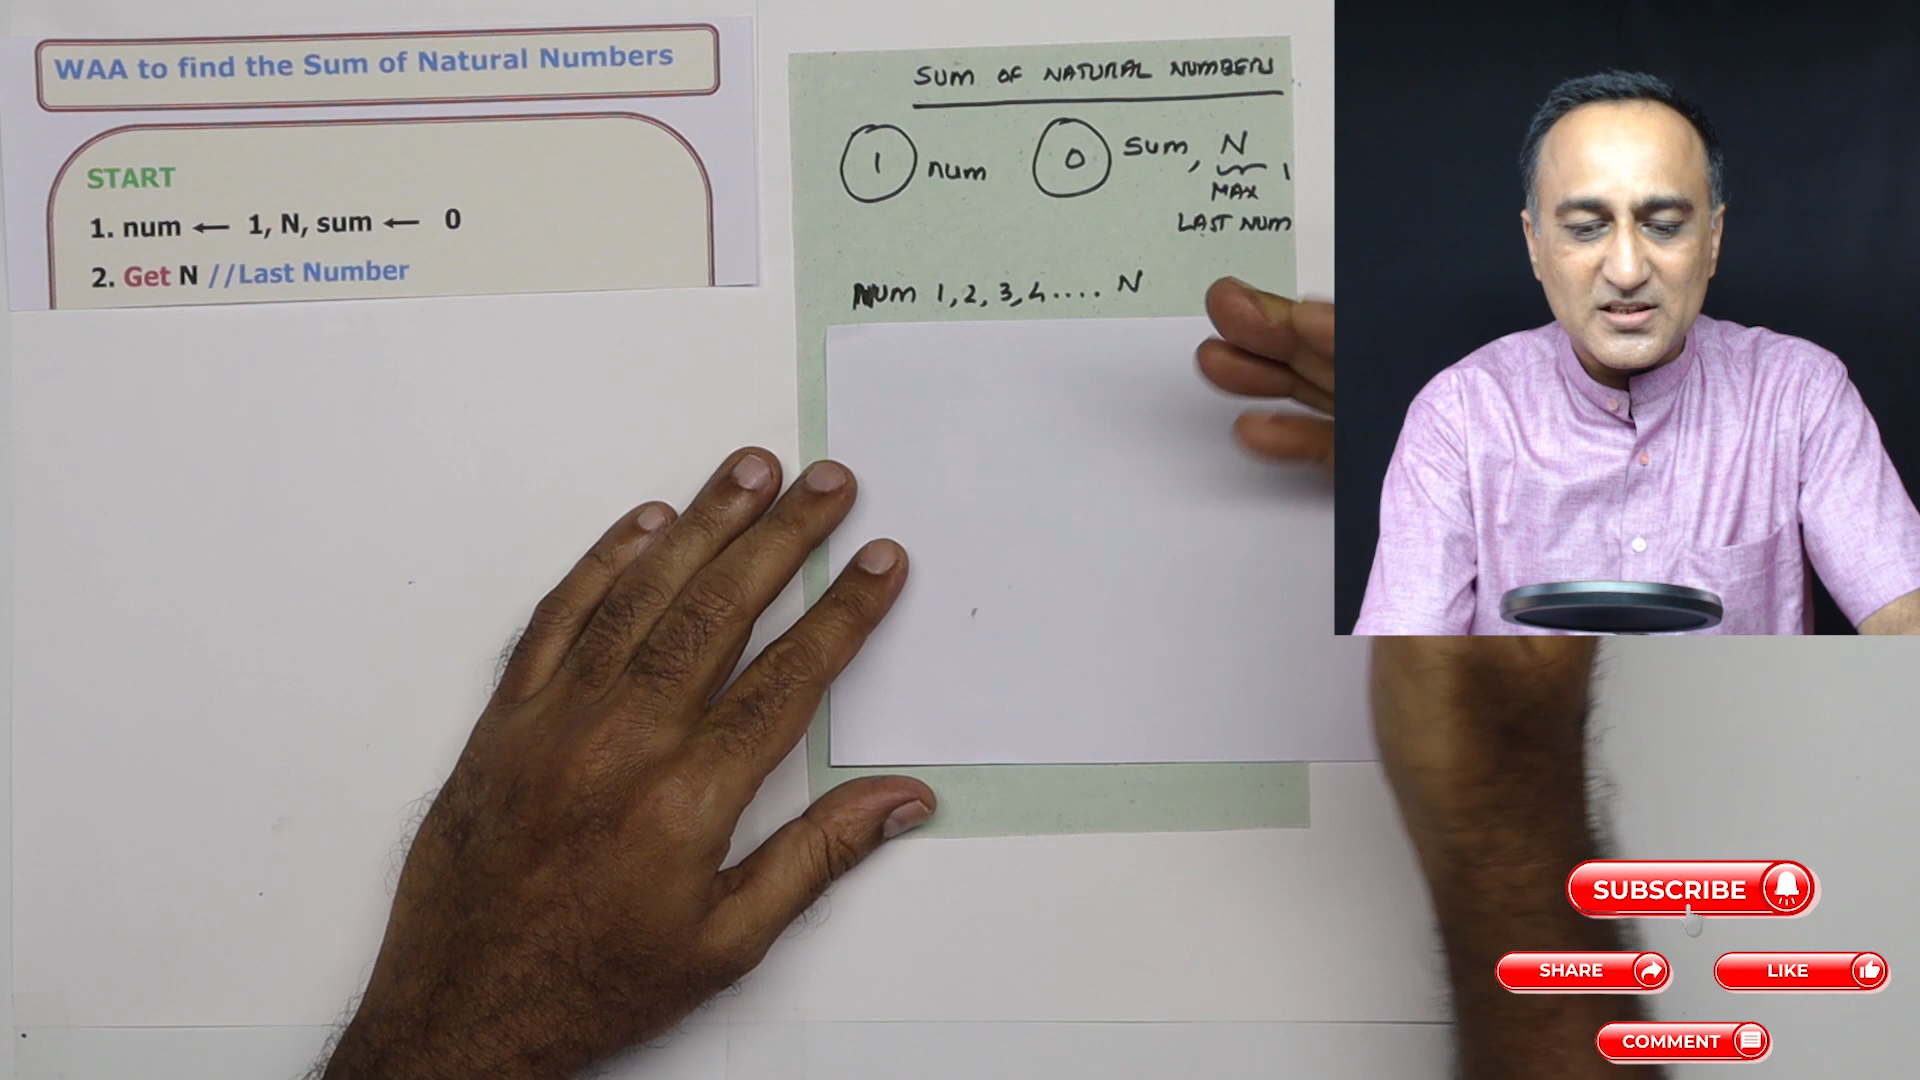 WAA to find the Sum of Natural Numbers
START
1. num ← 1, N, sum ← 0
2. Get N //Last Number
SUM OF NATURAL NUMBERS
1 num 0 sum, N
MAX
LAST NUM
NUM 1, 2, 3, 4.... N
SUBSCRIBE
SHARE
LIKE
COMMENT